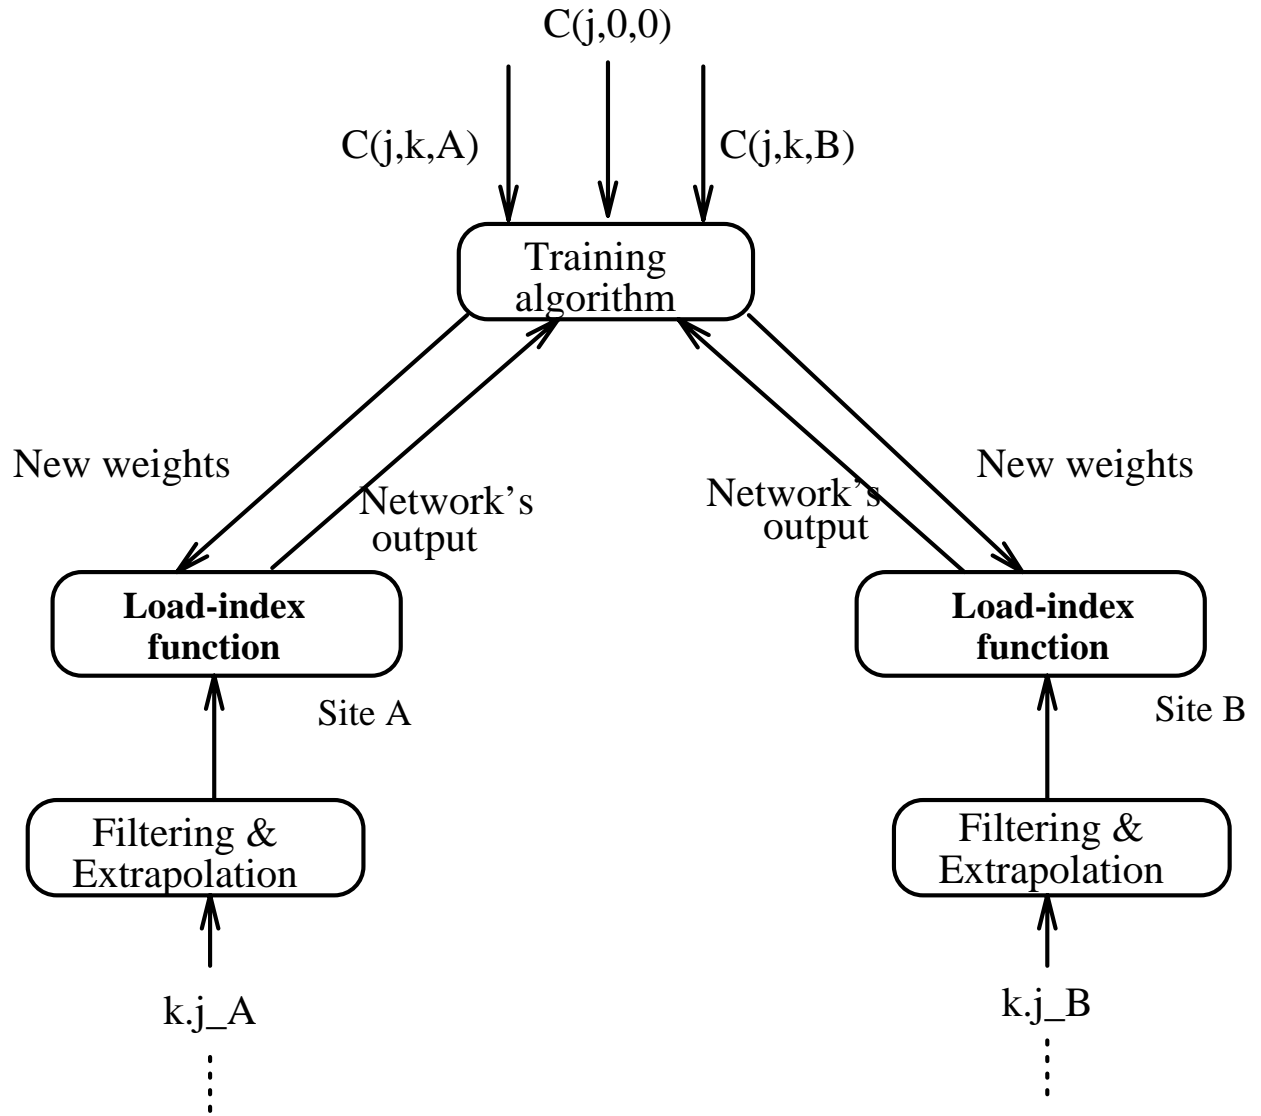 C(j,0,0)
C(j,k,A)
C(j,k,B)
Training
algorithm
New weights
Network’s
output
Network’s
output
New weights
Load-index
function
Load-index
function
Site A
Site B
Filtering &
Extrapolation
Filtering &
Extrapolation
k.j_A
k.j_B